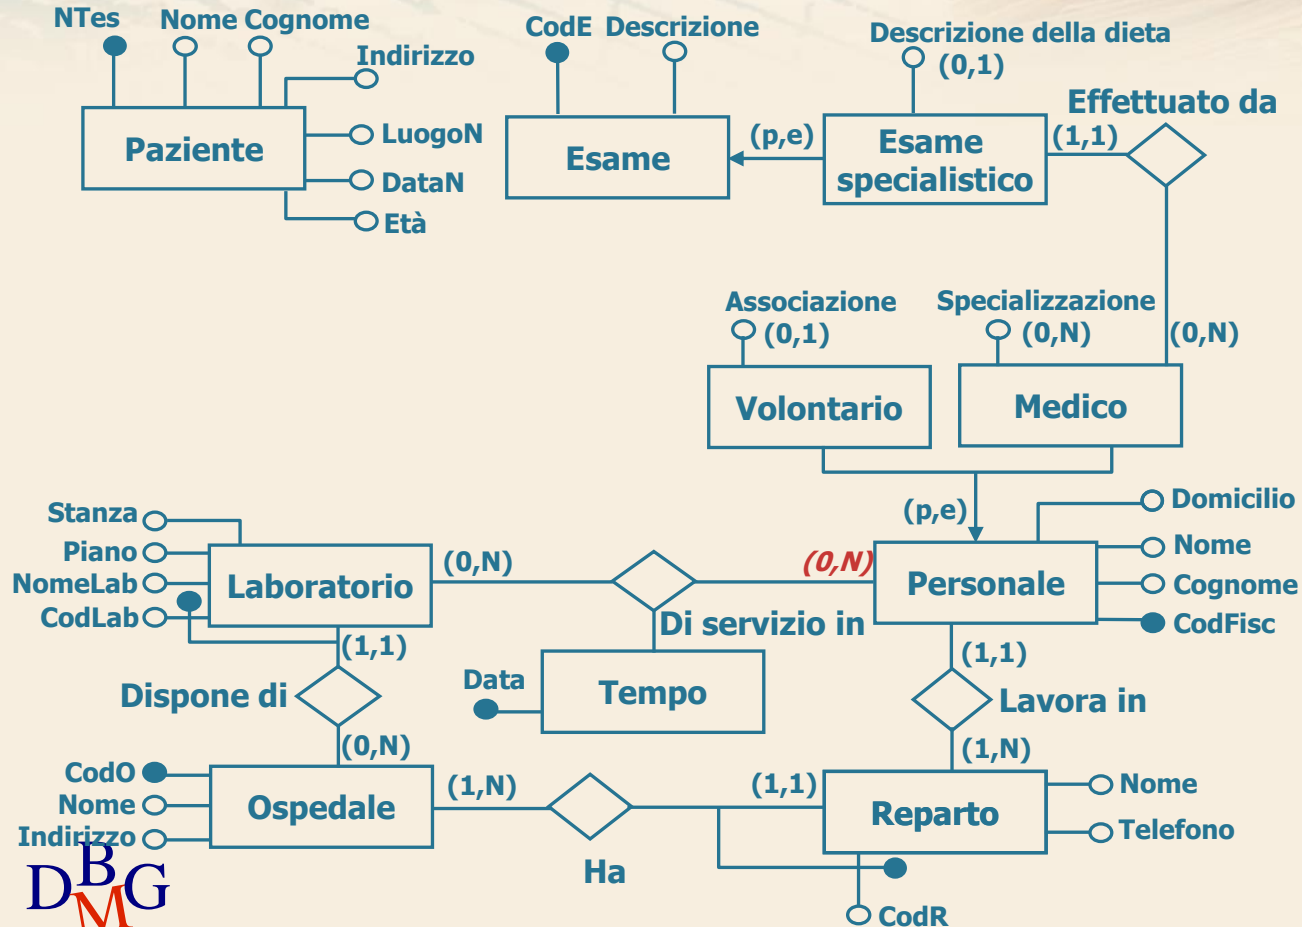 NTes
Nome Cognome
Indirizzo
Paziente
LuogoN
DataN
Età
CodE Descrizione
Esame
(p,e)
Descrizione della dieta
(0,1)
Esame
specialistico
Effettuato da
(1,1)
(0,N)
Associazione
(0,1)
Volontario
Specializzazione
(0,N)
Medico
(p,e)
Domicilio
Nome
Cognome
CodFisc
Personale
Stanza
Piano
NomeLab
CodLab
Laboratorio
(0,N)
(0,N)
Di servizio in
Data
Tempo
(1,1)
Dispone di
(0,N)
(1,1)
Lavora in
(1,N)
CodO
Nome
Indirizzo
Ospedale
(1,N)
Ha
(1,1)
Reparto
Nome
Telefono
CodR
DBMG